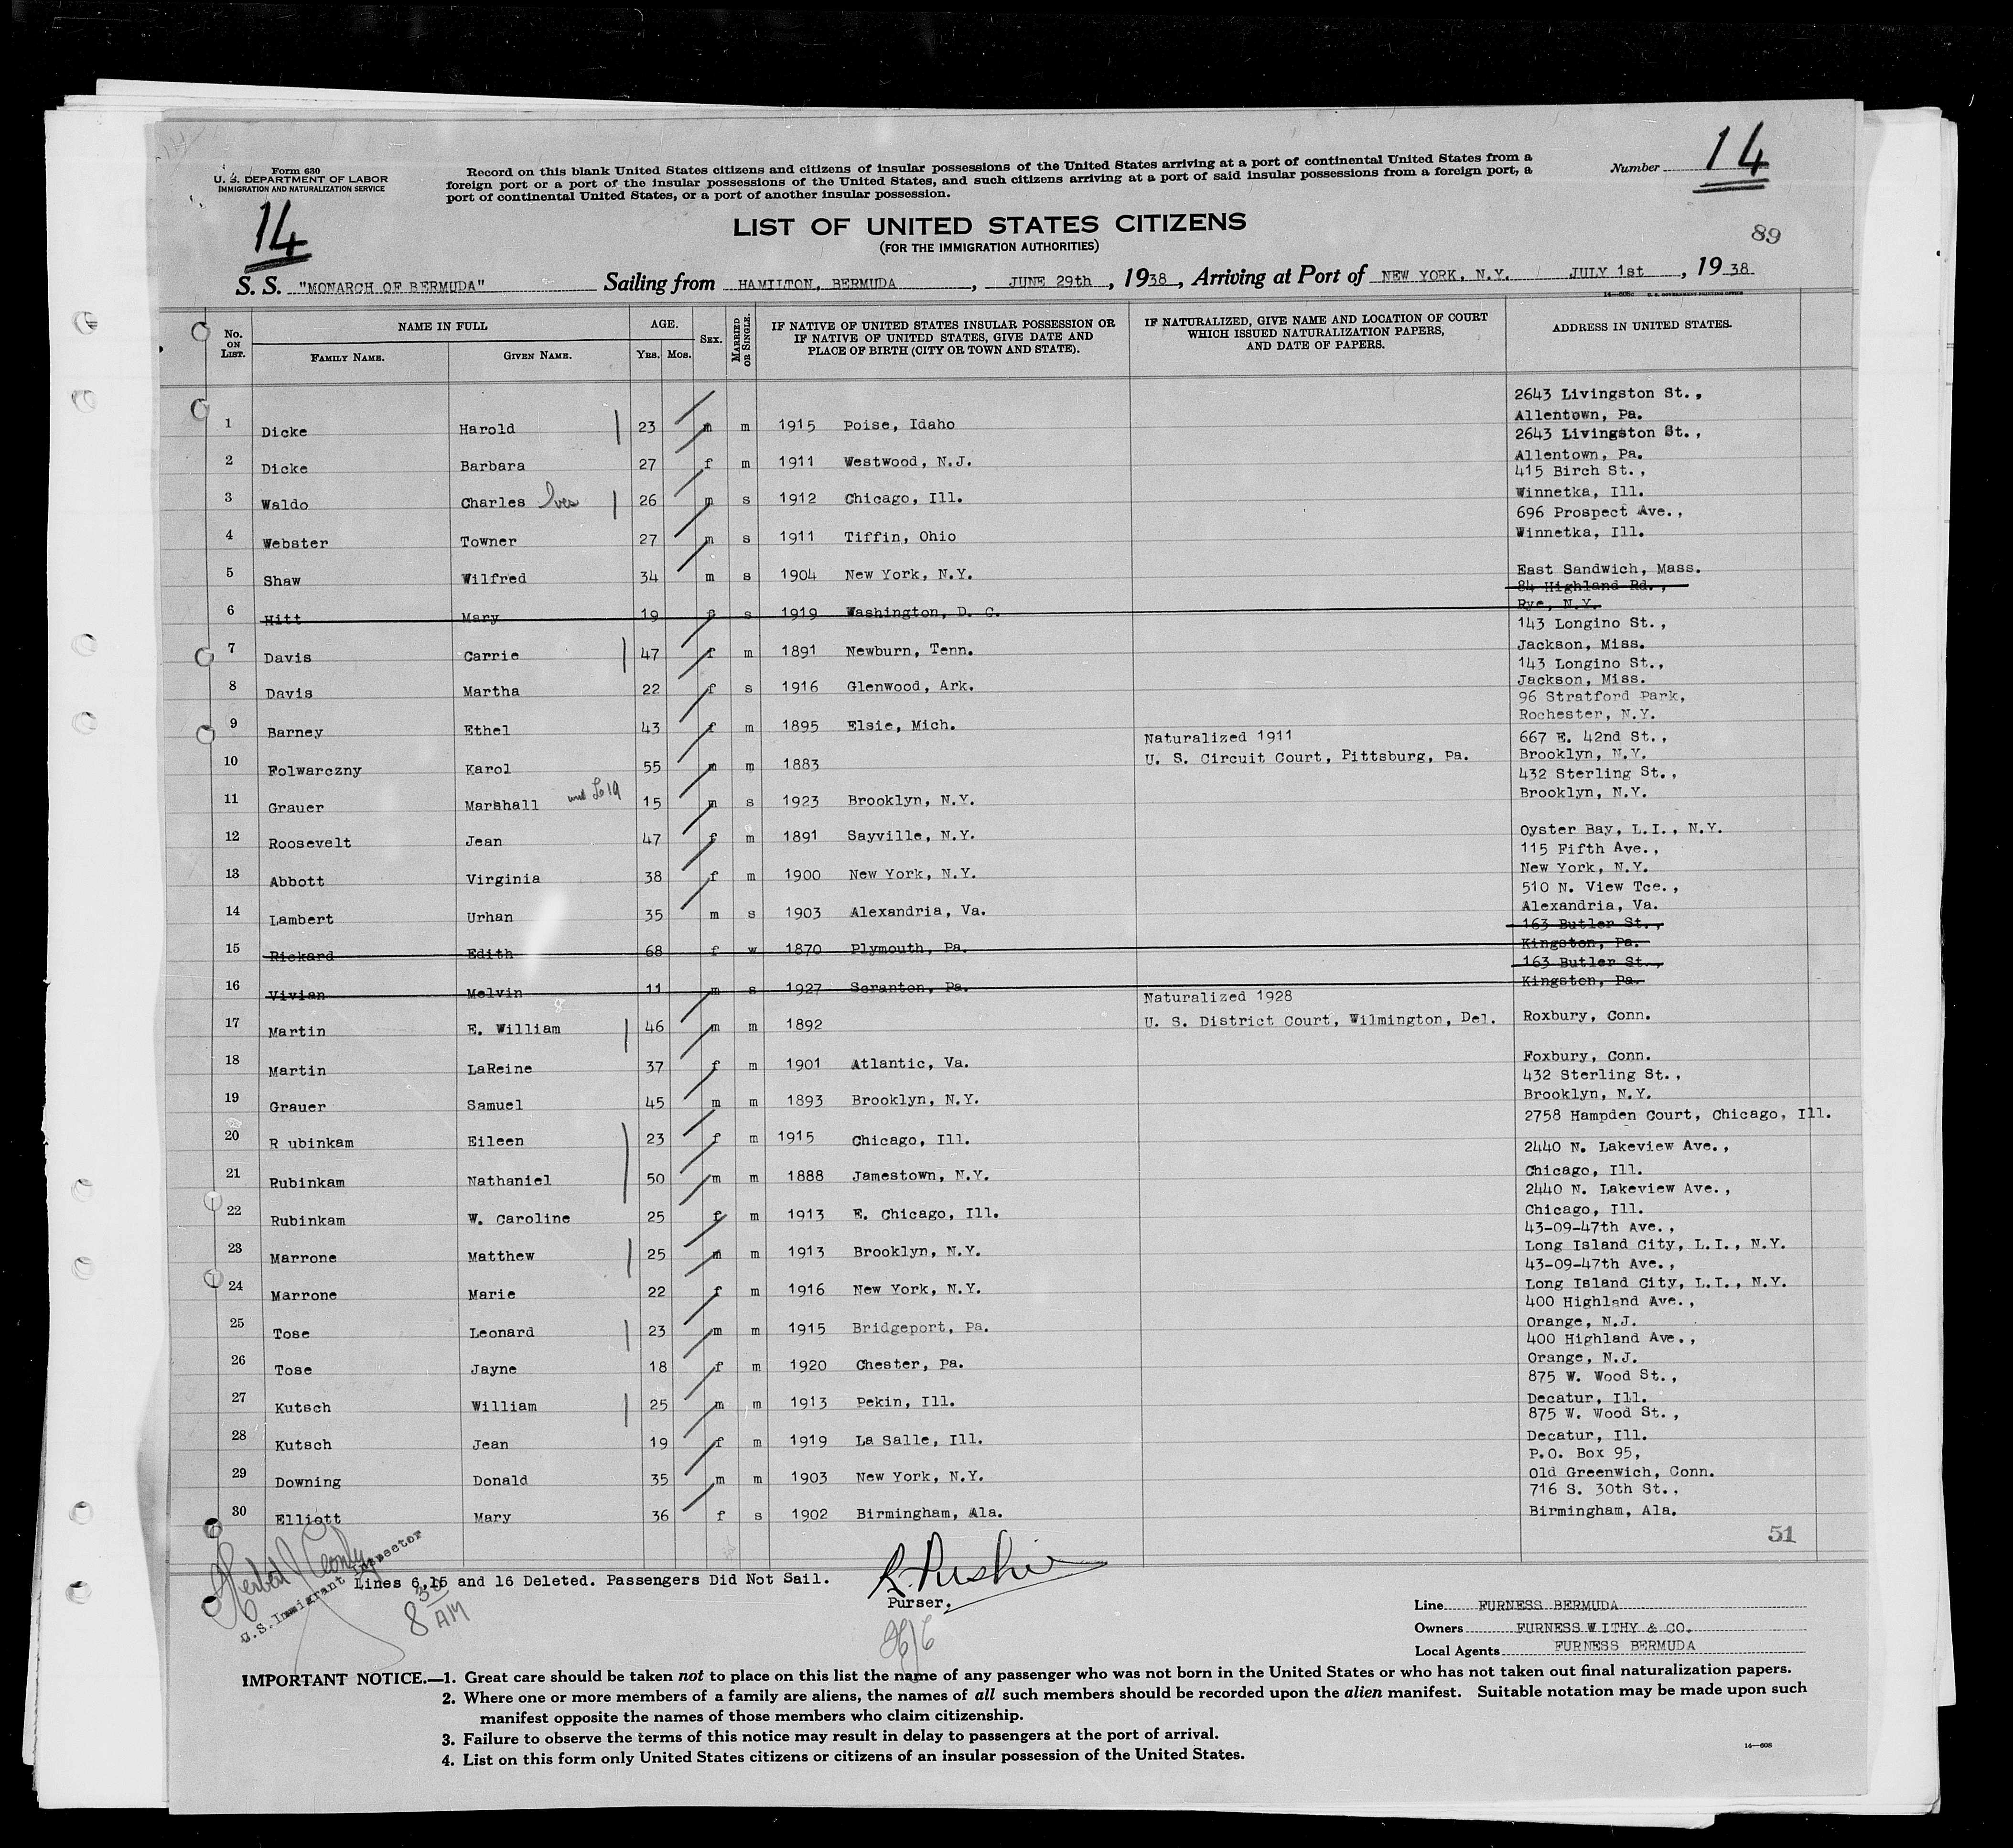 Form 630
U. S. DEPARTMENT OF LABOR
IMMIGRATION AND NATURALIZATION SERVICE
Record on this blank United States citizens and citizens of insular possessions of the United States arriving at a port of continental United States from a
foreign port or a port of the insular possessions of the United States, and such citizens arriving at a port of said insular possessions from a foreign port, a
port of continental United States, or a port of another insular possession.
Number 14
14
LIST OF UNITED STATES CITIZENS
(FOR THE IMMIGRATION AUTHORITIES)
89
S. S. "MONARCH OF BERMUDA" Sailing from HAMILTON, BERMUDA, JUNE 29th, 1938, Arriving at Port of NEW YORK, N.Y. JULY 1st, 1938
No. ON LIST. NAME IN FULL FAMILY NAME. GIVEN NAME. AGE. Yrs. Mos. SEX. MARRIED OR SINGLE. IF NATIVE OF UNITED STATES INSULAR POSSESSION OR IF NATIVE OF UNITED STATES, GIVE DATE AND PLACE OF BIRTH (CITY OR TOWN AND STATE). IF NATURALIZED, GIVE NAME AND LOCATION OF COURT WHICH ISSUED NATURALIZATION PAPERS, AND DATE OF PAPERS. ADDRESS IN UNITED STATES.
1 Dicke Harold 23 m m 1915 Poise, Idaho 2643 Livingston St., Allentown, Pa.
2 Dicke Barbara 27 f m 1911 Westwood, N.J. 2643 Livingston St., Allentown, Pa.
3 Waldo Charles Ives 26 m s 1912 Chicago, Ill. 415 Birch St., Winnetka, Ill.
4 Webster Towner 27 m s 1911 Tiffin, Ohio 696 Prospect Ave., Winnetka, Ill.
5 Shaw Wilfred 34 m s 1904 New York, N.Y. East Sandwich, Mass.
6 Hitt Mary 19 f s 1919 Washington, D. C. 84 Highland Rd., Rye, N.Y.
7 Davis Carrie 47 f m 1891 Newburn, Tenn. 143 Longino St., Jackson, Miss.
8 Davis Martha 22 f s 1916 Glenwood, Ark. 143 Longino St., Jackson, Miss.
9 Barney Ethel 43 f m 1895 Elsie, Mich. 96 Stratford Park, Rochester, N.Y.
10 Folwarczny Karol 55 m m 1883 Naturalized 1911 U. S. Circuit Court, Pittsburg, Pa. 667 E. 42nd St., Brooklyn, N.Y.
11 Grauer Marshall 15 m s 1923 Brooklyn, N.Y. 432 Sterling St., Brooklyn, N.Y.
12 Roosevelt Jean 47 f m 1891 Sayville, N.Y. Oyster Bay, L.I., N.Y.
13 Abbott Virginia 38 f m 1900 New York, N.Y. 115 Fifth Ave., New York, N.Y.
14 Lambert Urhan 35 m s 1903 Alexandria, Va. 510 N. View Tce., Alexandria, Va.
15 Rickard Edith 68 f w 1870 Plymouth, Pa. 163 Butler St., Kingston, Pa.
16 Vivian Melvin 11 m s 1927 Scranton, Pa. 163 Butler St., Kingston, Pa.
17 Martin E. William 46 m m 1892 Naturalized 1928 U. S. District Court, Wilmington, Del. Roxbury, Conn.
18 Martin LaReine 37 f m 1901 Atlantic, Va. Foxbury, Conn.
19 Grauer Samuel 45 m m 1893 Brooklyn, N.Y. 432 Sterling St., Brooklyn, N.Y.
20 R ubinkam Eileen 23 f m 1915 Chicago, Ill. 2758 Hampden Court, Chicago, Ill.
21 Rubinkam Nathaniel 50 m m 1888 Jamestown, N.Y. 2440 N. Lakeview Ave., Chicago, Ill.
22 Rubinkam W. Caroline 25 f m 1913 E. Chicago, Ill. 2440 N. Lakeview Ave., Chicago, Ill.
23 Marrone Matthew 25 m m 1913 Brooklyn, N.Y. 43-09-47th Ave., Long Island City, L.I., N.Y.
24 Marrone Marie 22 f m 1916 New York, N.Y. 43-09-47th Ave., Long Island City, L.I., N.Y.
25 Tose Leonard 23 m m 1915 Bridgeport, Pa. 400 Highland Ave., Orange, N.J.
26 Tose Jayne 18 f m 1920 Chester, Pa. 400 Highland Ave., Orange, N.J.
27 Kutsch William 25 m m 1913 Pekin, Ill. 875 W. Wood St., Decatur, Ill.
28 Kutsch Jean 19 f m 1919 La Salle, Ill. 875 W. Wood St., Decatur, Ill.
29 Downing Donald 35 m m 1903 New York, N.Y. P.O. Box 95, Old Greenwich, Conn.
30 Elliott Mary 36 f s 1902 Birmingham, Ala. 716 S. 30th St., Birmingham, Ala.
51
U.S. Immigrant Inspector
8 30 AM
Lines 6,15 and 16 Deleted. Passengers Did Not Sail.
Purser.
Line FURNESS BERMUDA
Owners FURNESS WITHY & CO.
Local Agents FURNESS BERMUDA
IMPORTANT NOTICE.—1. Great care should be taken not to place on this list the name of any passenger who was not born in the United States or who has not taken out final naturalization papers.
2. Where one or more members of a family are aliens, the names of all such members should be recorded upon the alien manifest. Suitable notation may be made upon such
manifest opposite the names of those members who claim citizenship.
3. Failure to observe the terms of this notice may result in delay to passengers at the port of arrival.
4. List on this form only United States citizens or citizens of an insular possession of the United States.
14—608